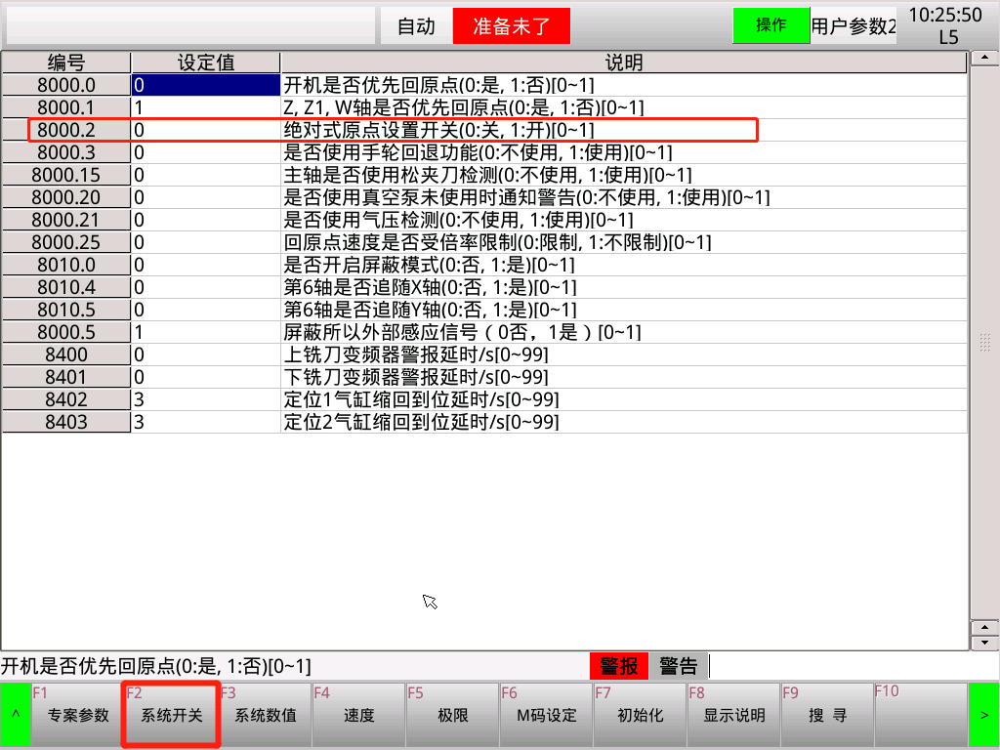 自动 准备未了 操作 用户参数2 10:25:50
L5
编号 设定值 说明
8000.0 0 开机是否优先回原点(0:是, 1:否)[0~1]
8000.1 1 Z, Z1, W轴是否优先回原点(0:是, 1:否)[0~1]
8000.2 0 绝对式原点设置开关(0:关, 1:开)[0~1]
8000.3 0 是否使用手轮回退功能(0:不使用, 1:使用)[0~1]
8000.15 0 主轴是否使用松夹刀检测(0:不使用, 1:使用)[0~1]
8000.20 0 是否使用真空泵未使用时通知警告(0:不使用, 1:使用)[0~1]
8000.21 0 是否使用气压检测(0:不使用, 1:使用)[0~1]
8000.25 0 回原点速度是否受倍率限制(0:限制, 1:不限制)[0~1]
8010.0 0 是否开启屏蔽模式(0:否, 1:是)[0~1]
8010.4 0 第6轴是否追随X轴(0:否, 1:是)[0~1]
8010.5 0 第6轴是否追随Y轴(0:否, 1:是)[0~1]
8000.5 1 屏蔽所以外部感应信号（0否，1是）[0~1]
8400 0 上铣刀变频器警报延时/s[0~99]
8401 0 下铣刀变频器警报延时/s[0~99]
8402 3 定位1气缸缩回到位延时/s[0~99]
8403 3 定位2气缸缩回到位延时/s[0~99]
开机是否优先回原点(0:是, 1:否)[0~1] 警报 警告
F1 F2 F3 F4 F5 F6 F7 F8 F9 F10
^ 专案参数 系统开关 系统数值 速度 极限 M码设定 初始化 显示说明 搜 寻 >